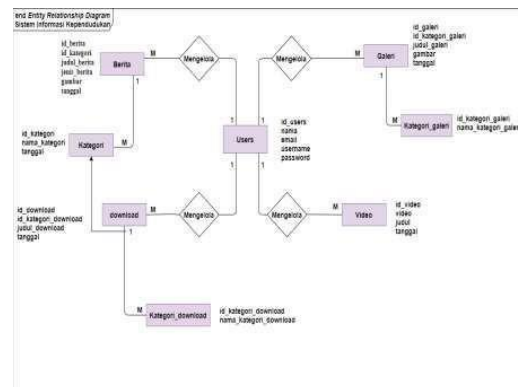 end Entity Relationship Diagram
Sistem Informasi Kependudukan
id_berita
id_kategori
judul_berita
jenis_berita
gambar
tanggal
Berita
M
Mengelola
1
1
M
Kategori
id_kategori
nama_kategori
tanggal
Mengelola
M
Galeri
id_galeri
id_kategori_galeri
judul_galeri
gambar
tanggal
1
1
M
Kategori_galeri
id_kategori_galeri
nama_kategori_galeri
Users
id_users
nama
email
username
password
1
1
id_download
id_kategori_download
judul_download
tanggal
download
M
Mengelola
1
M
Kategori_download
id_kategori_download
nama_kategori_download
Mengelola
M
Video
id_video
video
judul
tanggal